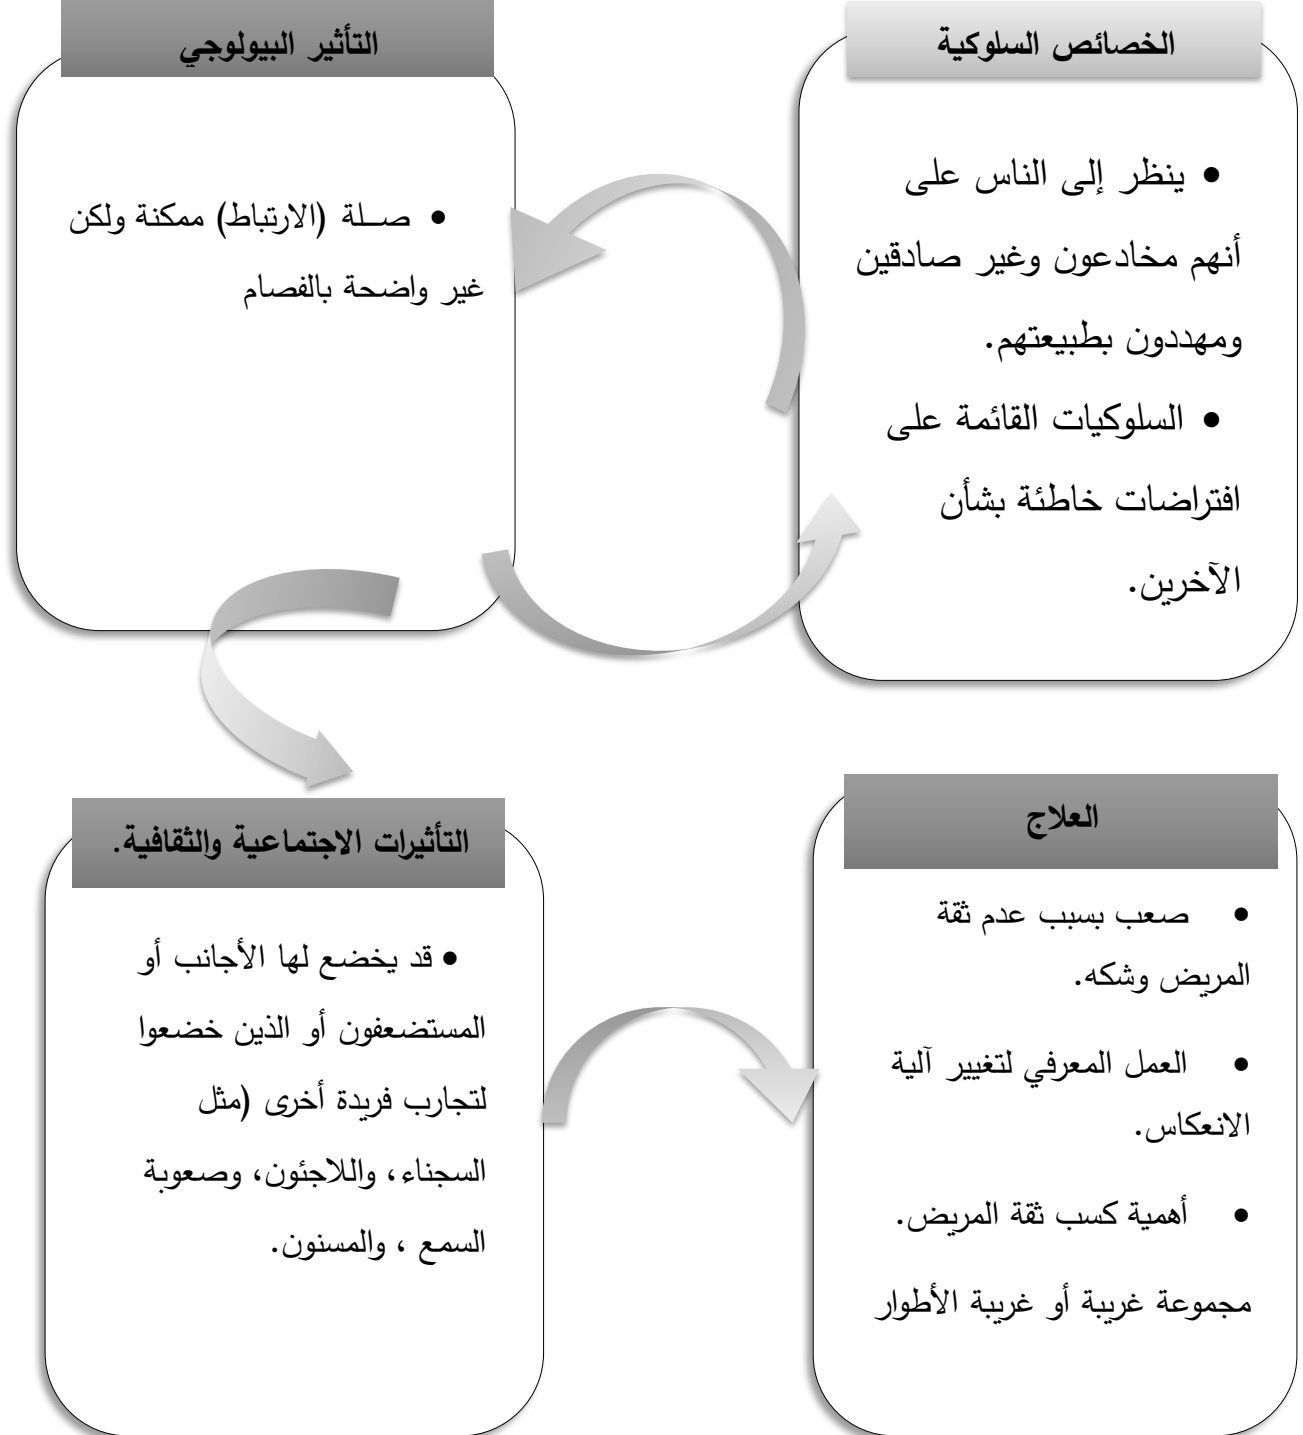 الخصائص السلوكية
• ينظر إلى الناس على
أنهم مخادعون وغير صادقين
ومهددون بطبيعتهم.
• السلوكيات القائمة على
افتراضات خاطئة بشأن
الآخرين.
التأثير البيولوجي
• صلة (الارتباط) ممكنة ولكن
غير واضحة بالفصام
التأثيرات الاجتماعية والثقافية.
• قد يخضع لها الأجانب أو
المستضعفون أو الذين خضعوا
لتجارب فريدة أخرى (مثل
السجناء، واللاجئون، وصعوبة
السمع ، والمسنون.
العلاج
• صعب بسبب عدم ثقة
المريض وشكه.
• العمل المعرفي لتغيير آلية
الانعكاس.
• أهمية كسب ثقة المريض.
مجموعة غريبة أو غريبة الأطوار